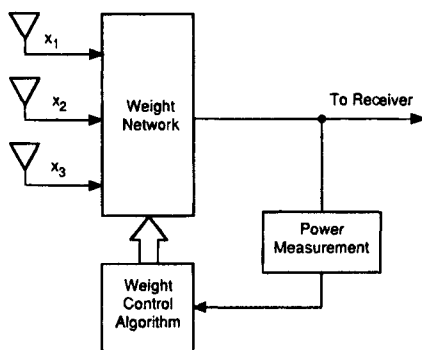 x1
x2
x3
Weight
Network
To Receiver
Power
Measurement
Weight
Control
Algorithm